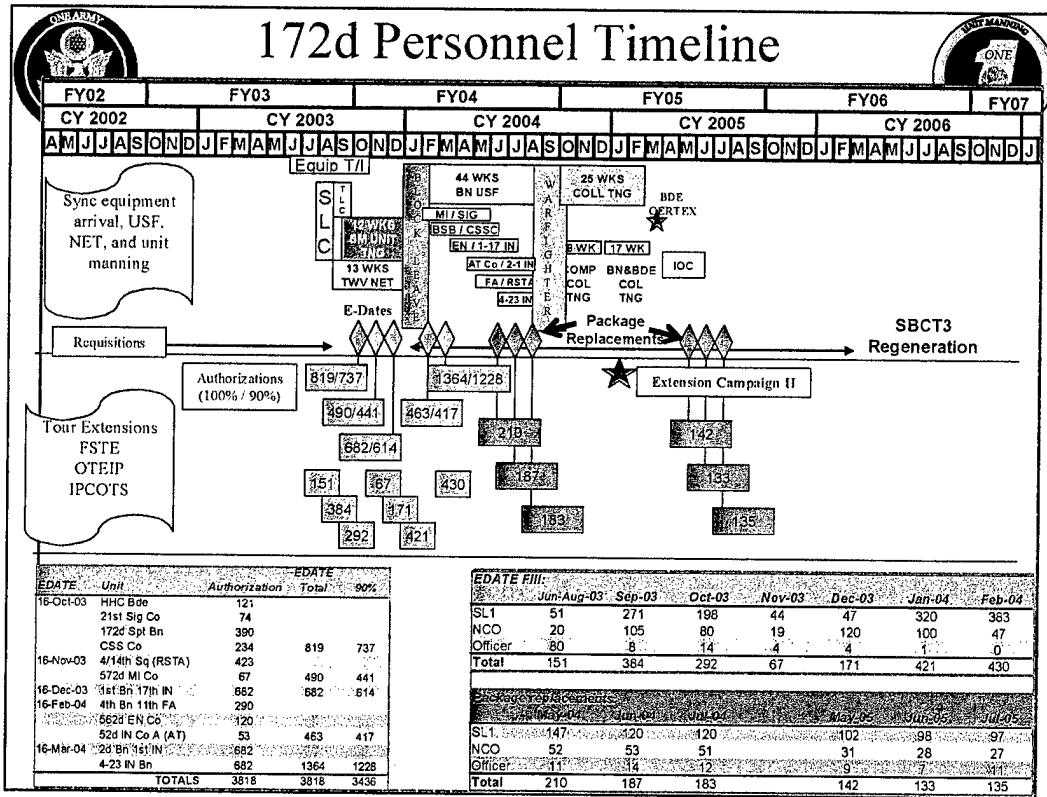 ONE ARMY
172d Personnel Timeline
UNIT MANNING
ONE
FY02 FY03 FY04 FY05 FY06 FY07
CY 2002 CY 2003 CY 2004 CY 2005 CY 2006
A M J J A S O N D J F M A M J J A S O N D J F M A M J J A S O N D J F M A M J J A S O N D J F M A M J J A S O N D J
Equip T/I
Sync equipment
arrival, USF,
NET, and unit
manning
SLC
TLC
13 WKS
TWV NET
BLOCK LEAVE
44 WKS
BN USF
MI / SIG
BSB / CSSC
EN / 1-17 IN
AT Co / 2-1 IN
FA / RSTA
4-23 IN
WARFIGHTER
25 WKS
COLL TNG
BDE
CERTEX
WK
17 WK
COMP
COL
TNG
BN&BDE
COL
TNG
IOC
E-Dates
Requisitions
Package
Replacements
SBCT3
Regeneration
Authorizations
(100% / 90%)
819/737
1364/1228
Extension Campaign II
490/441
463/417
682/614
210
142
Tour Extensions
FSTE
OTEIP
IPCOTS
151
67
430
187
133
384
171
183
135
292
421
EDATE Unit Authorization EDATE Total 90%
16-Oct-03 HHC Bde 121
21st Sig Co 74
172d Spt Bn 390
CSS Co 234 819 737
16-Nov-03 4/14th Sq (RSTA) 423
572d MI Co 67 490 441
16-Dec-03 1st Bn 17th IN 682 682 614
16-Feb-04 4th Bn 11th FA 290
562d EN Co 120
52d IN Co A (AT) 53 463 417
16-Mar-04 2d Bn 1st IN 682
4-23 IN Bn 682 1364 1228
TOTALS 3818 3818 3436
EDATE Fill:
Jun-Aug-03 Sep-03 Oct-03 Nov-03 Dec-03 Jan-04 Feb-04
SL1 51 271 198 44 47 320 383
NCO 20 105 80 19 120 100 47
Officer 80 8 14 4 4 1 0
Total 151 384 292 67 171 421 430
Package replacements
May-04 Jun-04 Jul-04 May-05 Jun-05 Jul-05
SL1 147 120 120 102 98 97
NCO 52 53 51 31 28 27
Officer 11 14 12 9 7 11
Total 210 187 183 142 133 135